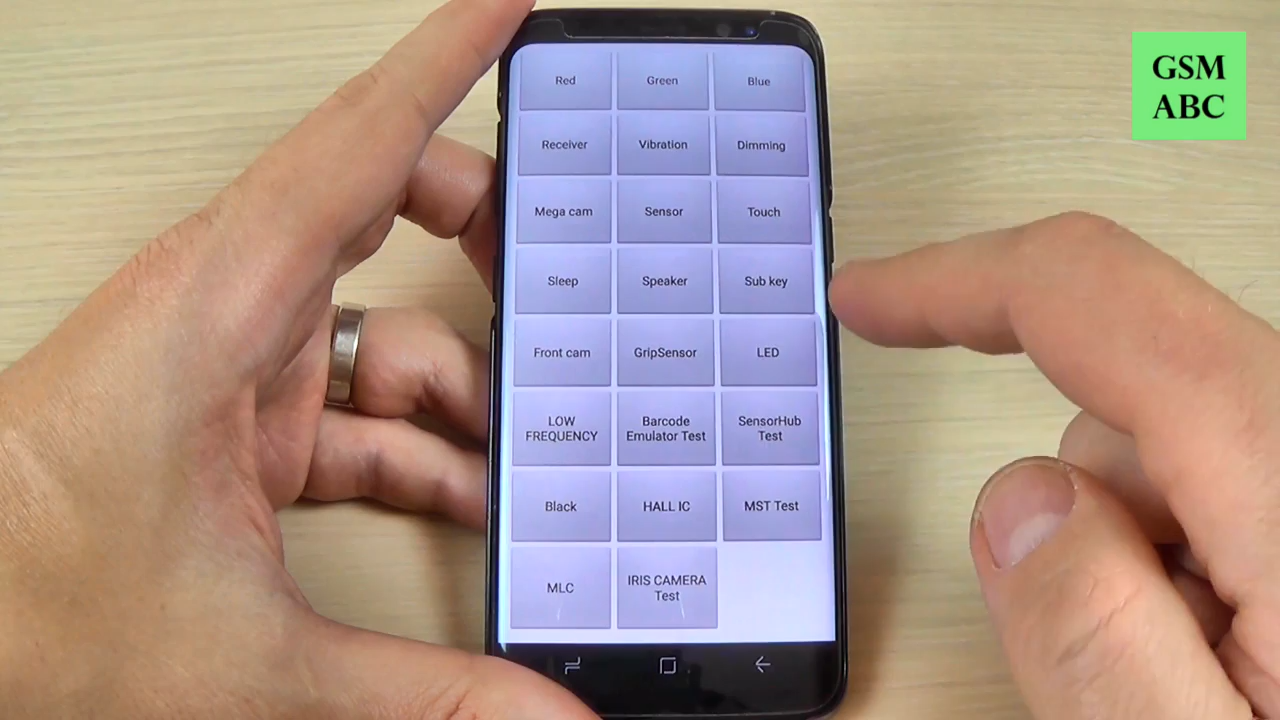 GSM
ABC
Red
Green
Blue
Receiver
Vibration
Dimming
Mega cam
Sensor
Touch
Sleep
Speaker
Sub key
Front cam
GripSensor
LED
LOW
FREQUENCY
Barcode
Emulator Test
SensorHub
Test
Black
HALL IC
MST Test
MLC
IRIS CAMERA
Test